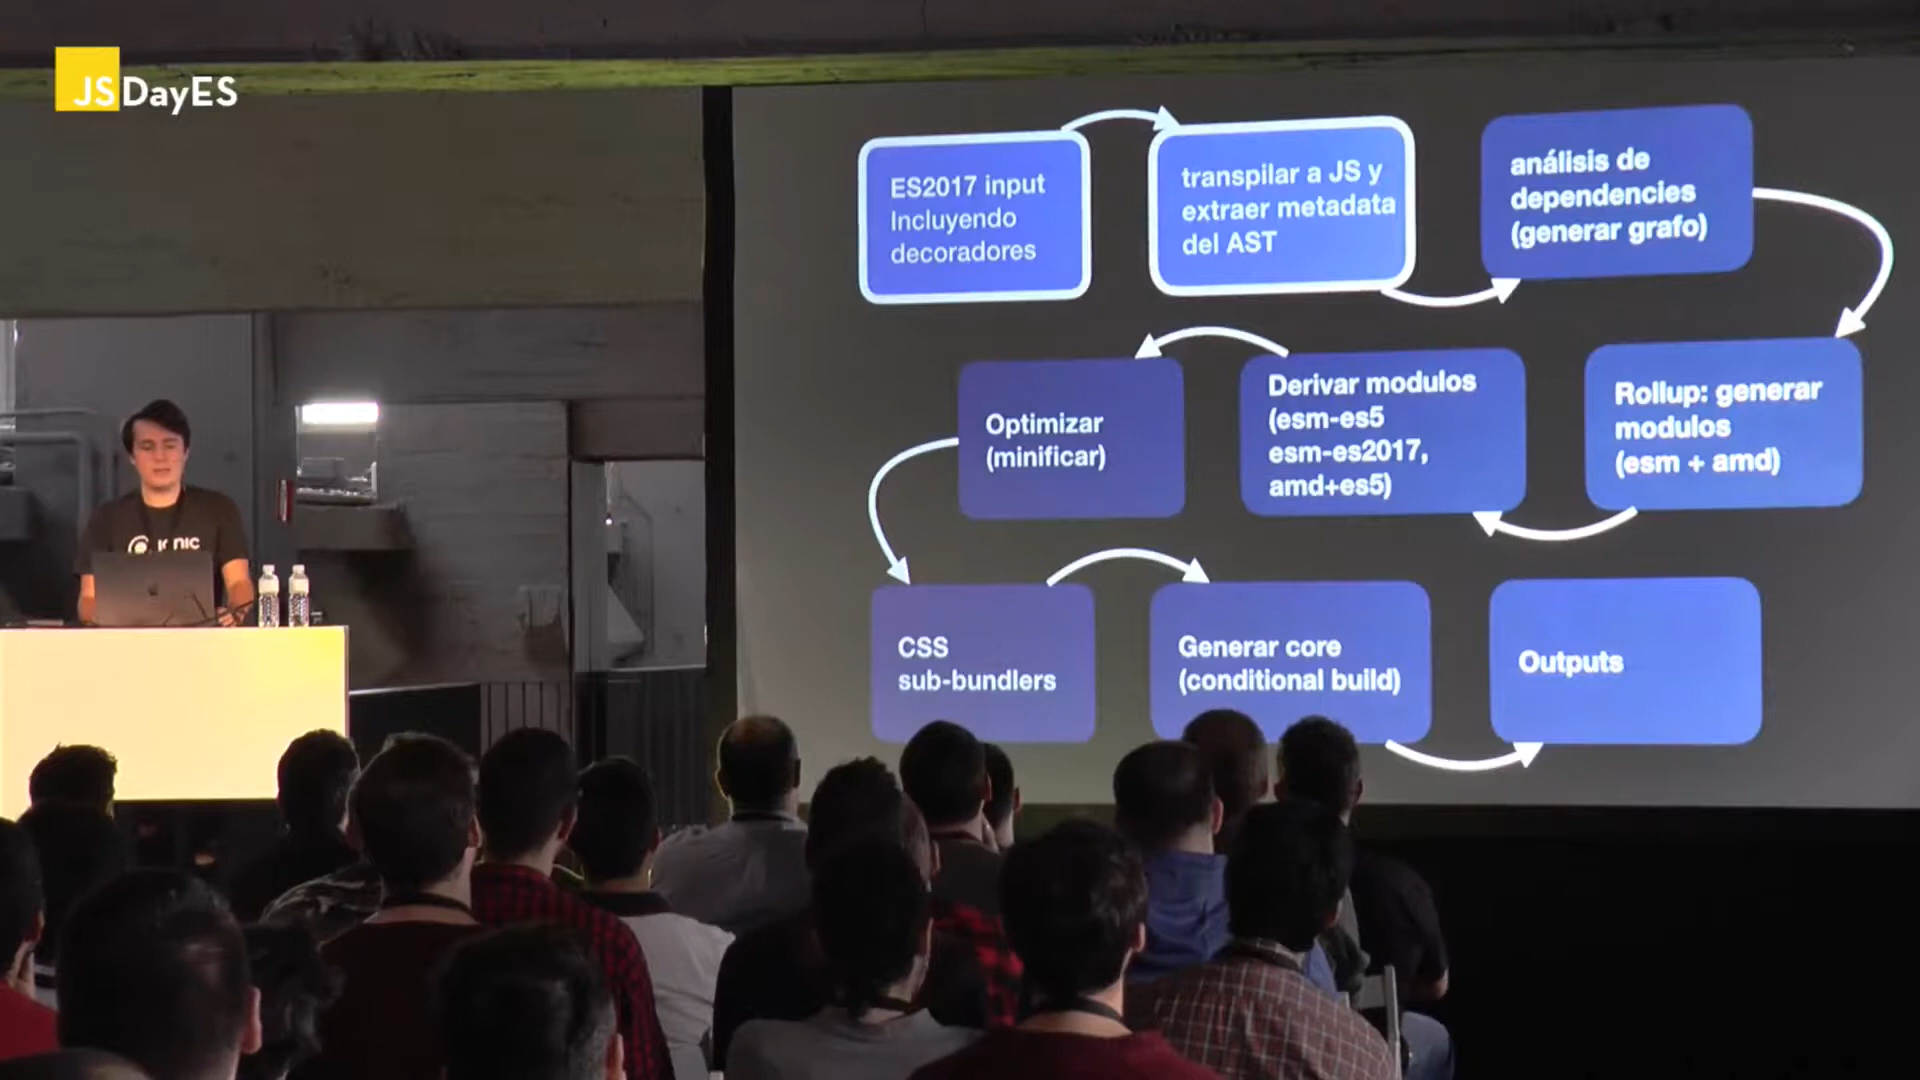 JSDayES
ES2017 input
Incluyendo
decoradores
transpilar a JS y
extraer metadata
del AST
análisis de
dependencies
(generar grafo)
Rollup: generar
modulos
(esm + amd)
Derivar modulos
(esm-es5
esm-es2017,
amd+es5)
Optimizar
(minificar)
CSS
sub-bundlers
Generar core
(conditional build)
Outputs
IONIC